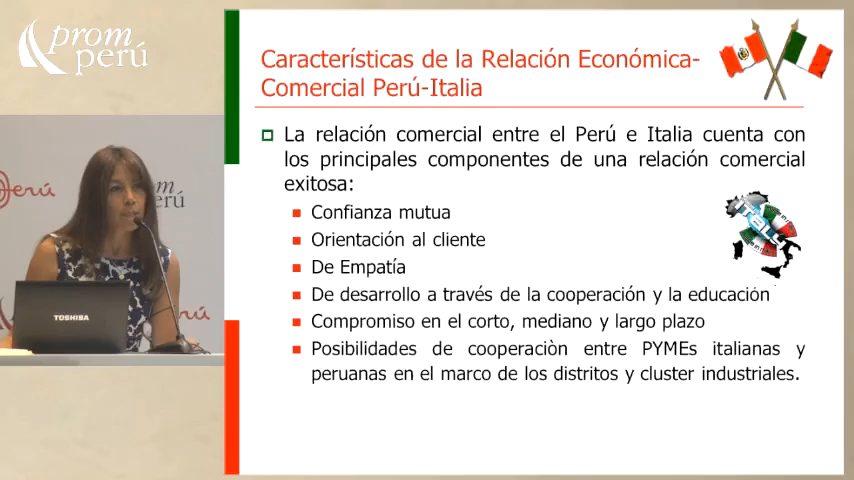 prom
perú
Perú
prom
perú
rú
TOSHIBA
Características de la Relación Económica-
Comercial Perú-Italia
La relación comercial entre el Perú e Italia cuenta con
los principales componentes de una relación comercial
exitosa:
Confianza mutua
Orientación al cliente
De Empatía
De desarrollo a través de la cooperación y la educación
Compromiso en el corto, mediano y largo plazo
Posibilidades de cooperaciòn entre PYMEs italianas y
peruanas en el marco de los distritos y cluster industriales.
ITALY